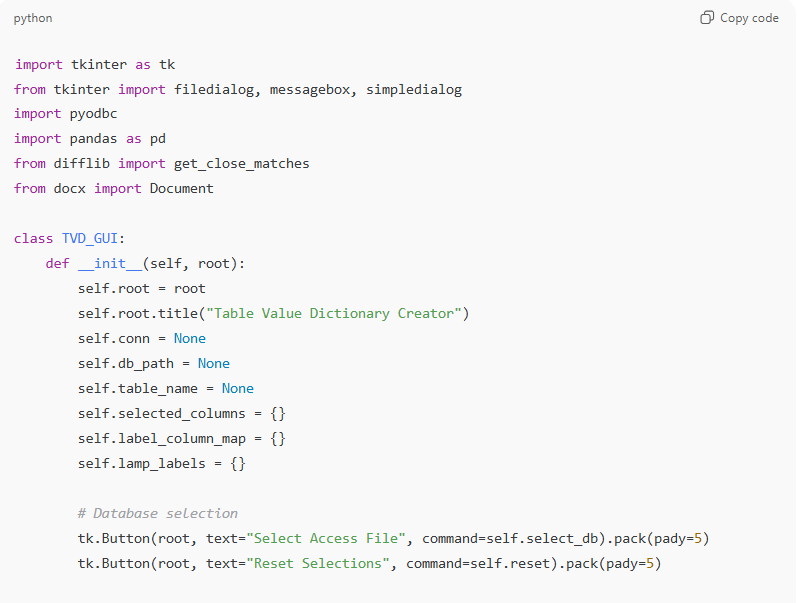 python
Copy code
import tkinter as tk
from tkinter import filedialog, messagebox, simpledialog
import pyodbc
import pandas as pd
from difflib import get_close_matches
from docx import Document
class TVD_GUI:
def __init__(self, root):
self.root = root
self.root.title("Table Value Dictionary Creator")
self.conn = None
self.db_path = None
self.table_name = None
self.selected_columns = {}
self.label_column_map = {}
self.lamp_labels = {}
# Database selection
tk.Button(root, text="Select Access File", command=self.select_db).pack(pady=5)
tk.Button(root, text="Reset Selections", command=self.reset).pack(pady=5)